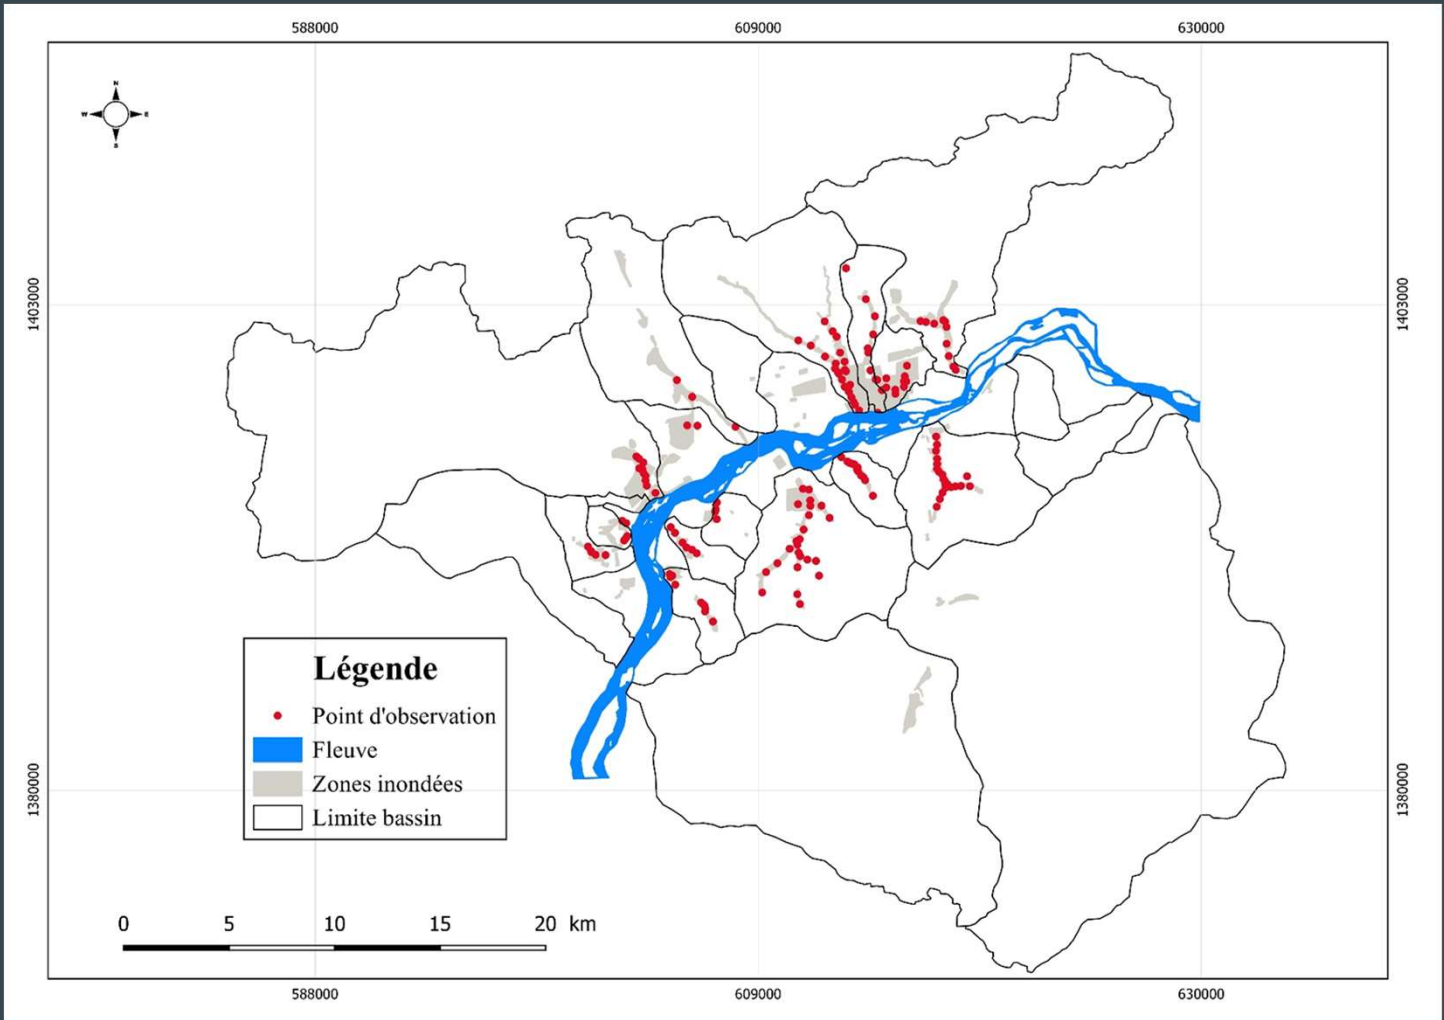 588000 609000 630000
N
W E
S
1403000 1403000
Légende
Point d'observation
Fleuve
Zones inondées
Limite bassin
1380000 1380000
0 5 10 15 20 km
588000 609000 630000